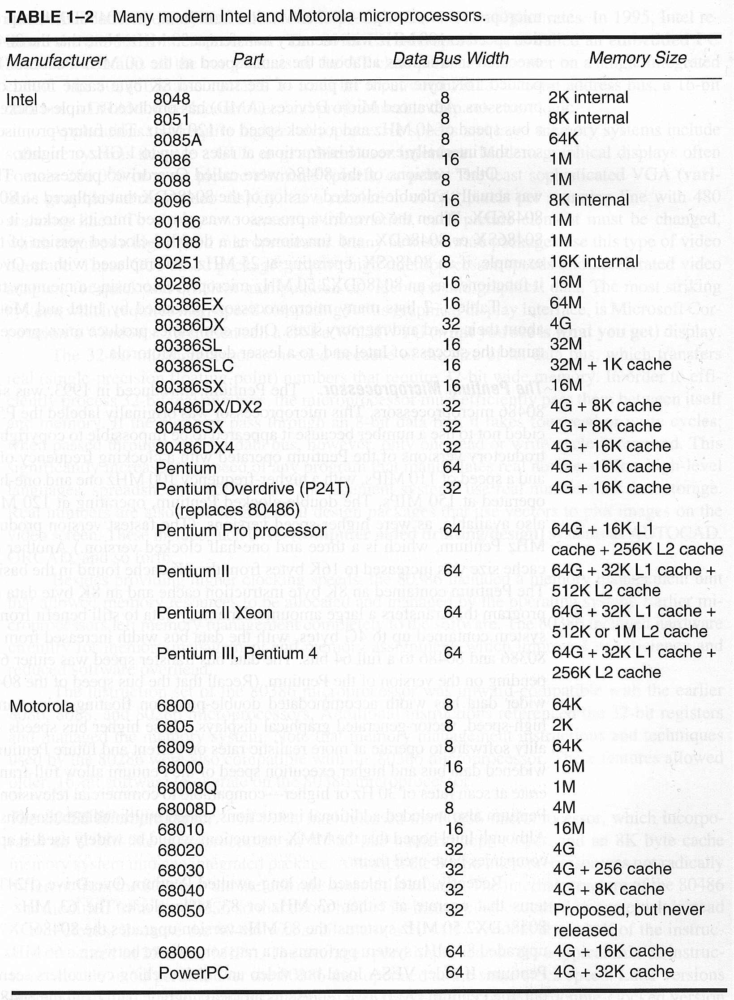 TABLE 1–2 Many modern Intel and Motorola microprocessors.
Manufacturer Part Data Bus Width Memory Size
Intel 8048 8 2K internal
8051 8 8K internal
8085A 8 64K
8086 16 1M
8088 8 1M
8096 16 8K internal
80186 16 1M
80188 8 1M
80251 8 16K internal
80286 16 16M
80386EX 16 64M
80386DX 32 4G
80386SL 16 32M
80386SLC 16 32M + 1K cache
80386SX 16 16M
80486DX/DX2 32 4G + 8K cache
80486SX 32 4G + 8K cache
80486DX4 32 4G + 16K cache
Pentium 64 4G + 16K cache
Pentium Overdrive (P24T) 32 4G + 16K cache
(replaces 80486)
Pentium Pro processor 64 64G + 16K L1
cache + 256K L2 cache
Pentium II 64 64G + 32K L1 cache +
512K L2 cache
Pentium II Xeon 64 64G + 32K L1 cache +
512K or 1M L2 cache
Pentium III, Pentium 4 64 64G + 32K L1 cache +
256K L2 cache
Motorola 6800 8 64K
6805 8 2K
6809 8 64K
68000 16 16M
68008Q 8 1M
68008D 8 4M
68010 16 16M
68020 32 4G
68030 32 4G + 256 cache
68040 32 4G + 8K cache
68050 32 Proposed, but never
released
68060 64 4G + 16K cache
PowerPC 64 4G + 32K cache